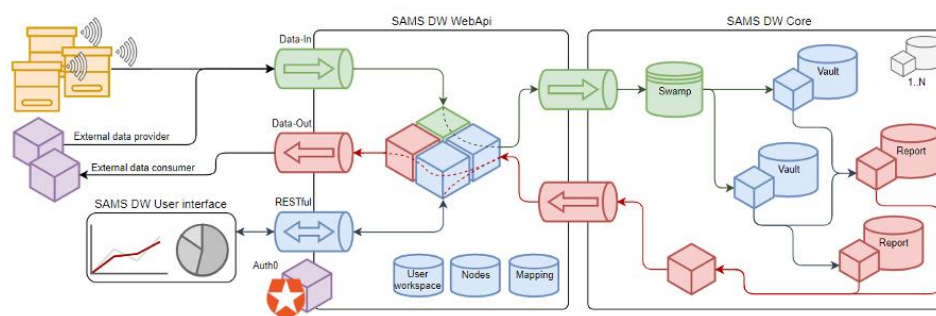 SAMS DW WebApi
SAMS DW Core
Data-In
Swamp
Vault
1..N
External data provider
Data-Out
External data consumer
Vault
Report
SAMS DW User interface
RESTful
Report
Auth0
User
workspace
Nodes
Mapping